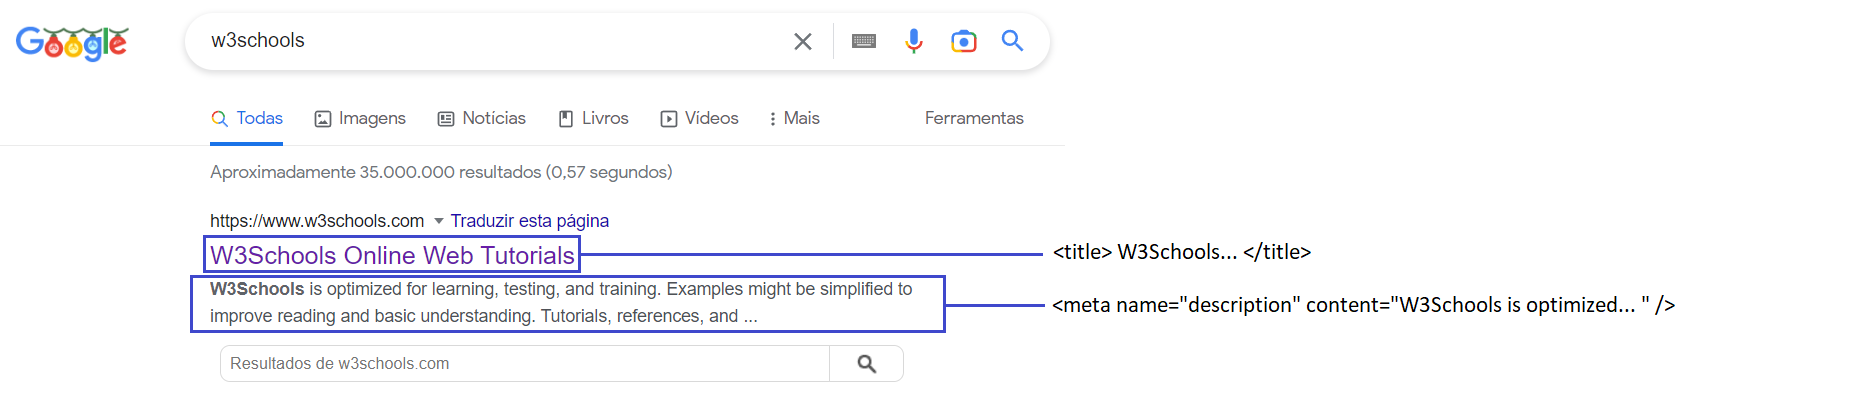 Google
w3schools
Todas Imagens Notícias Livros Vídeos Mais Ferramentas
Aproximadamente 35.000.000 resultados (0,57 segundos)
https://www.w3schools.com Traduzir esta página
W3Schools Online Web Tutorials
<title> W3Schools... </title>
W3Schools is optimized for learning, testing, and training. Examples might be simplified to
improve reading and basic understanding. Tutorials, references, and ...
<meta name="description" content="W3Schools is optimized... " />
Resultados de w3schools.com